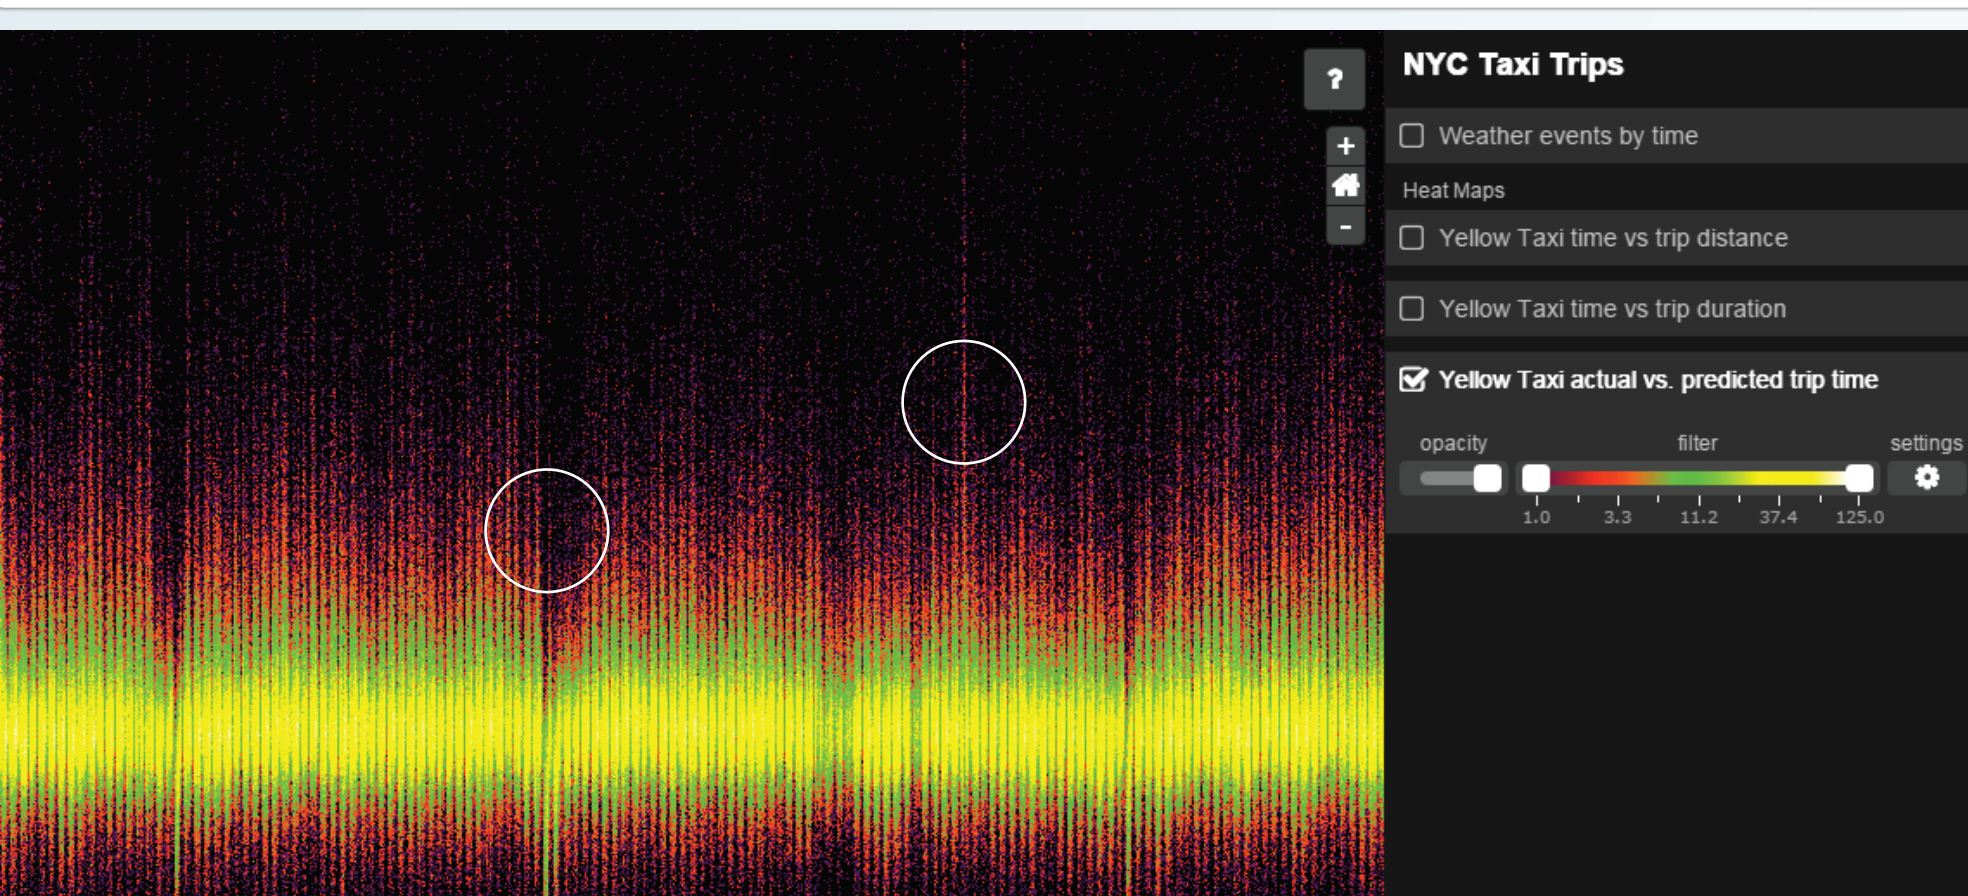 NYC Taxi Trips
?
Weather events by time
+
Heat Maps
-
Yellow Taxi time vs trip distance
Yellow Taxi time vs trip duration
Yellow Taxi actual vs. predicted trip time
opacity filter settings
1.0 3.3 11.2 37.4 125.0